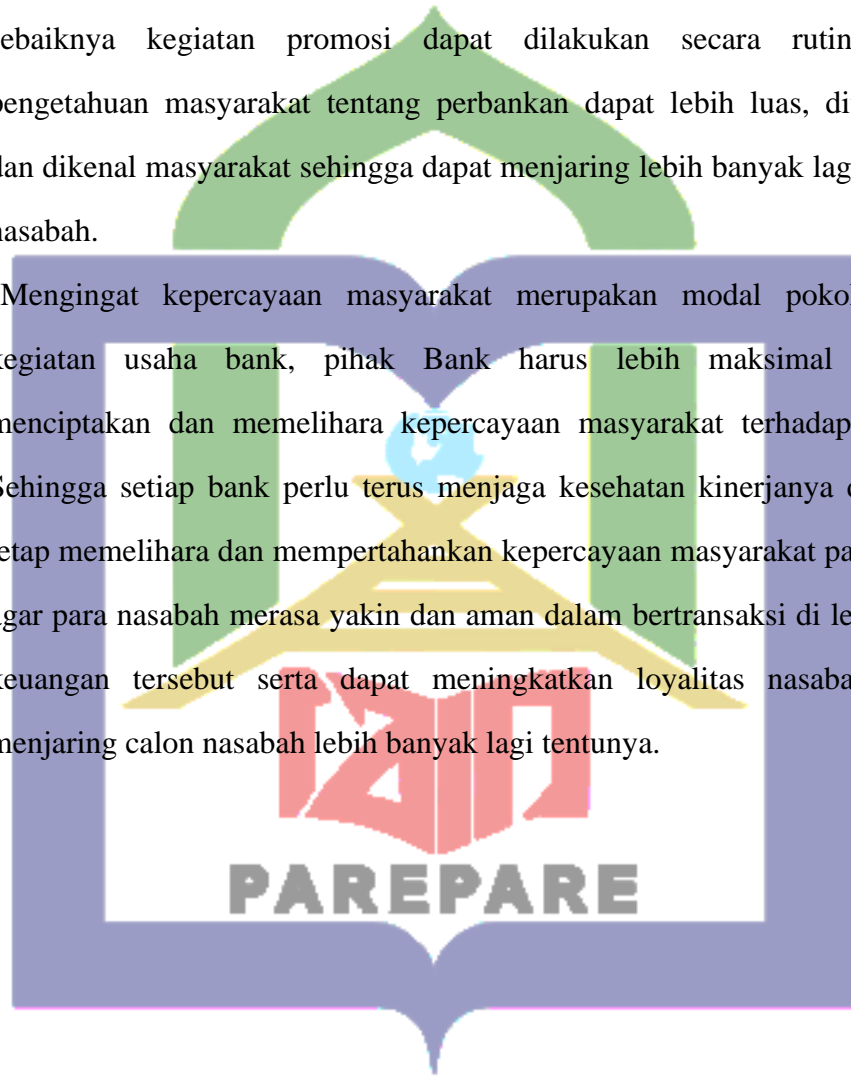 sebaiknya kegiatan promosi dapat dilakukan secara rutin
pengetahuan masyarakat tentang perbankan dapat lebih luas, di
dan dikenal masyarakat sehingga dapat menjaring lebih banyak lag
nasabah.
Mengingat kepercayaan masyarakat merupakan modal pokok
kegiatan usaha bank, pihak Bank harus lebih maksimal
menciptakan dan memelihara kepercayaan masyarakat terhadap
Sehingga setiap bank perlu terus menjaga kesehatan kinerjanya
tetap memelihara dan mempertahankan kepercayaan masyarakat pa
agar para nasabah merasa yakin dan aman dalam bertransaksi di le
keuangan tersebut serta dapat meningkatkan loyalitas nasaba
menjaring calon nasabah lebih banyak lagi tentunya.
iain
PAREPARE